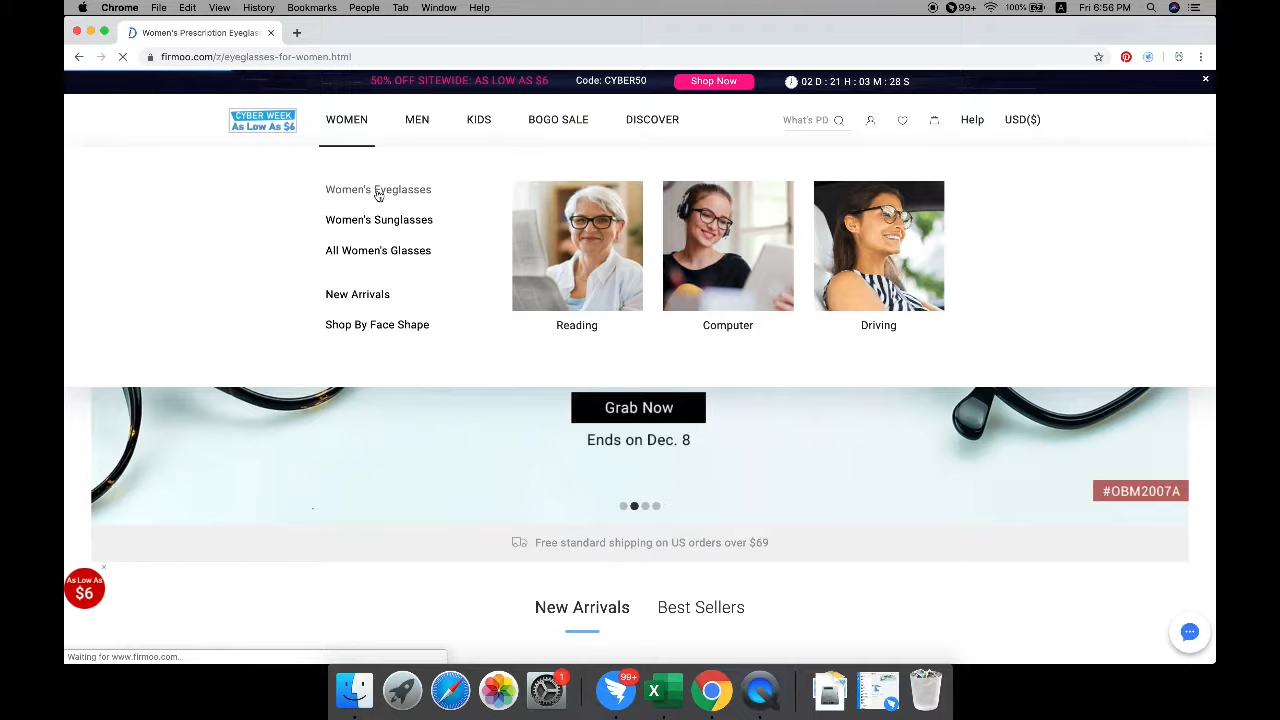 Chrome File Edit View History Bookmarks People Tab Window Help 99+ 100% A Fri 6:56 PM
Women's Prescription Eyeglass
firmoo.com/z/eyeglasses-for-women.html
50% OFF SITEWIDE: AS LOW AS $6 Code: CYBER50 Shop Now 02 D : 21 H : 03 M : 28 S
CYBER WEEK
As Low As $6
WOMEN MEN KIDS BOGO SALE DISCOVER What's PD Help USD($)
Women's Eyeglasses
Women's Sunglasses
All Women's Glasses
New Arrivals
Shop By Face Shape
Reading Computer Driving
Grab Now
Ends on Dec. 8
#OBM2007A
Free standard shipping on US orders over $69
As Low As
$6
New Arrivals Best Sellers
Waiting for www.firmoo.com...
1 99+